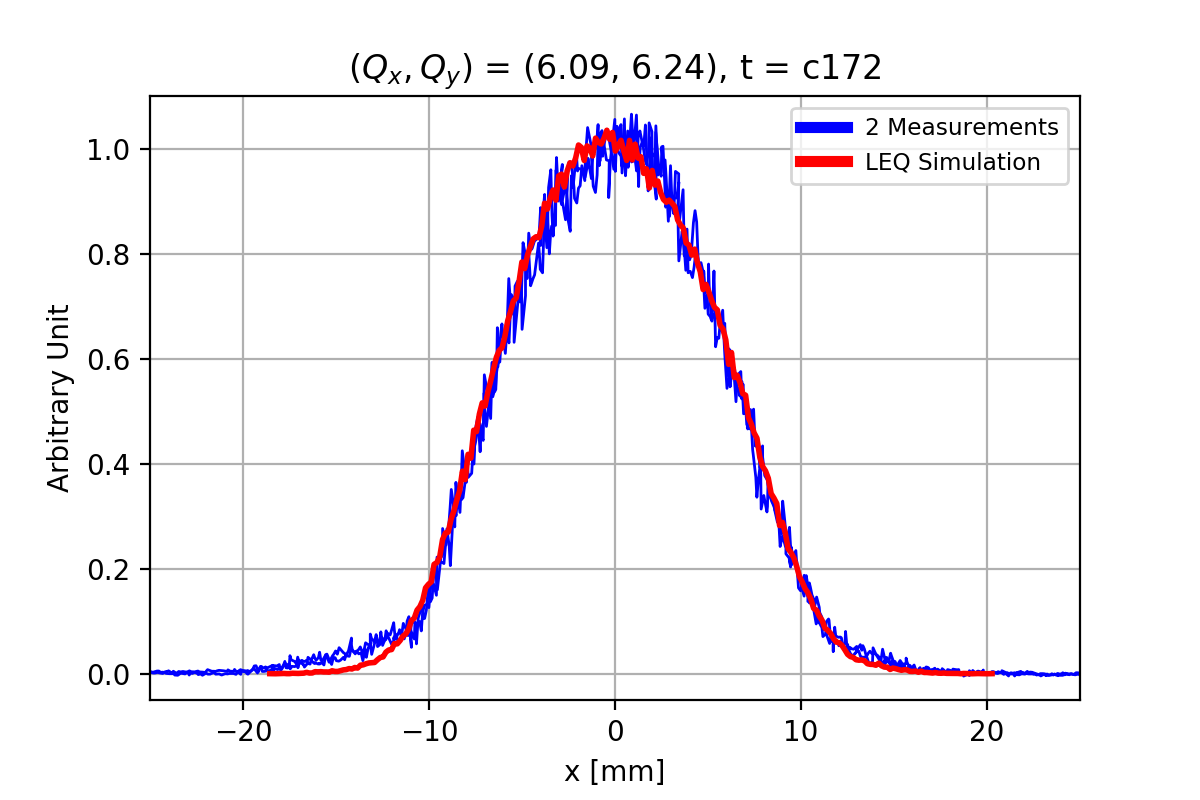 (Qx, Qy) = (6.09, 6.24), t = c172
2 Measurements
LEQ Simulation
Arbitrary Unit
1.0
0.8
0.6
0.4
0.2
0.0
−20 −10 0 10 20
x [mm]